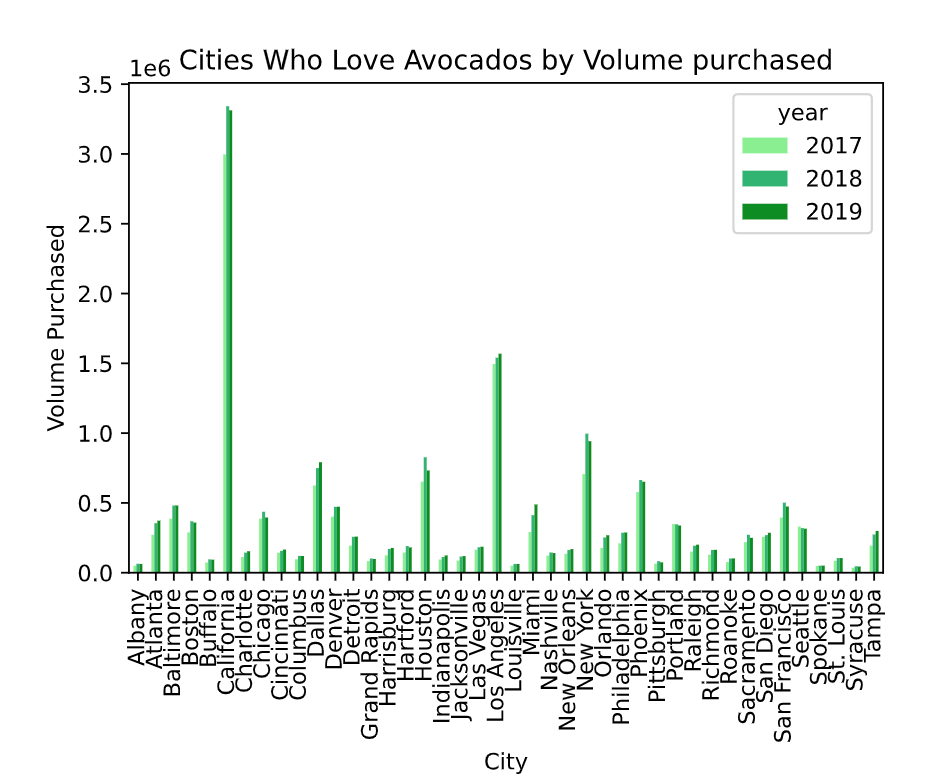 Cities Who Love Avocados by Volume purchased
1e6
3.5
3.0
2.5
2.0
1.5
1.0
0.5
0.0
Volume Purchased
year
2017
2018
2019
Albany
Atlanta
Baltimore
Boston
Buffalo
California
Charlotte
Chicago
Cincinnati
Columbus
Dallas
Denver
Detroit
Grand Rapids
Harrisburg
Hartford
Houston
Indianapolis
Jacksonville
Las Vegas
Los Angeles
Louisville
Miami
Nashville
New Orleans
New York
Orlando
Philadelphia
Phoenix
Pittsburgh
Portland
Raleigh
Richmond
Roanoke
Sacramento
San Diego
San Francisco
Seattle
Spokane
St. Louis
Syracuse
Tampa
City